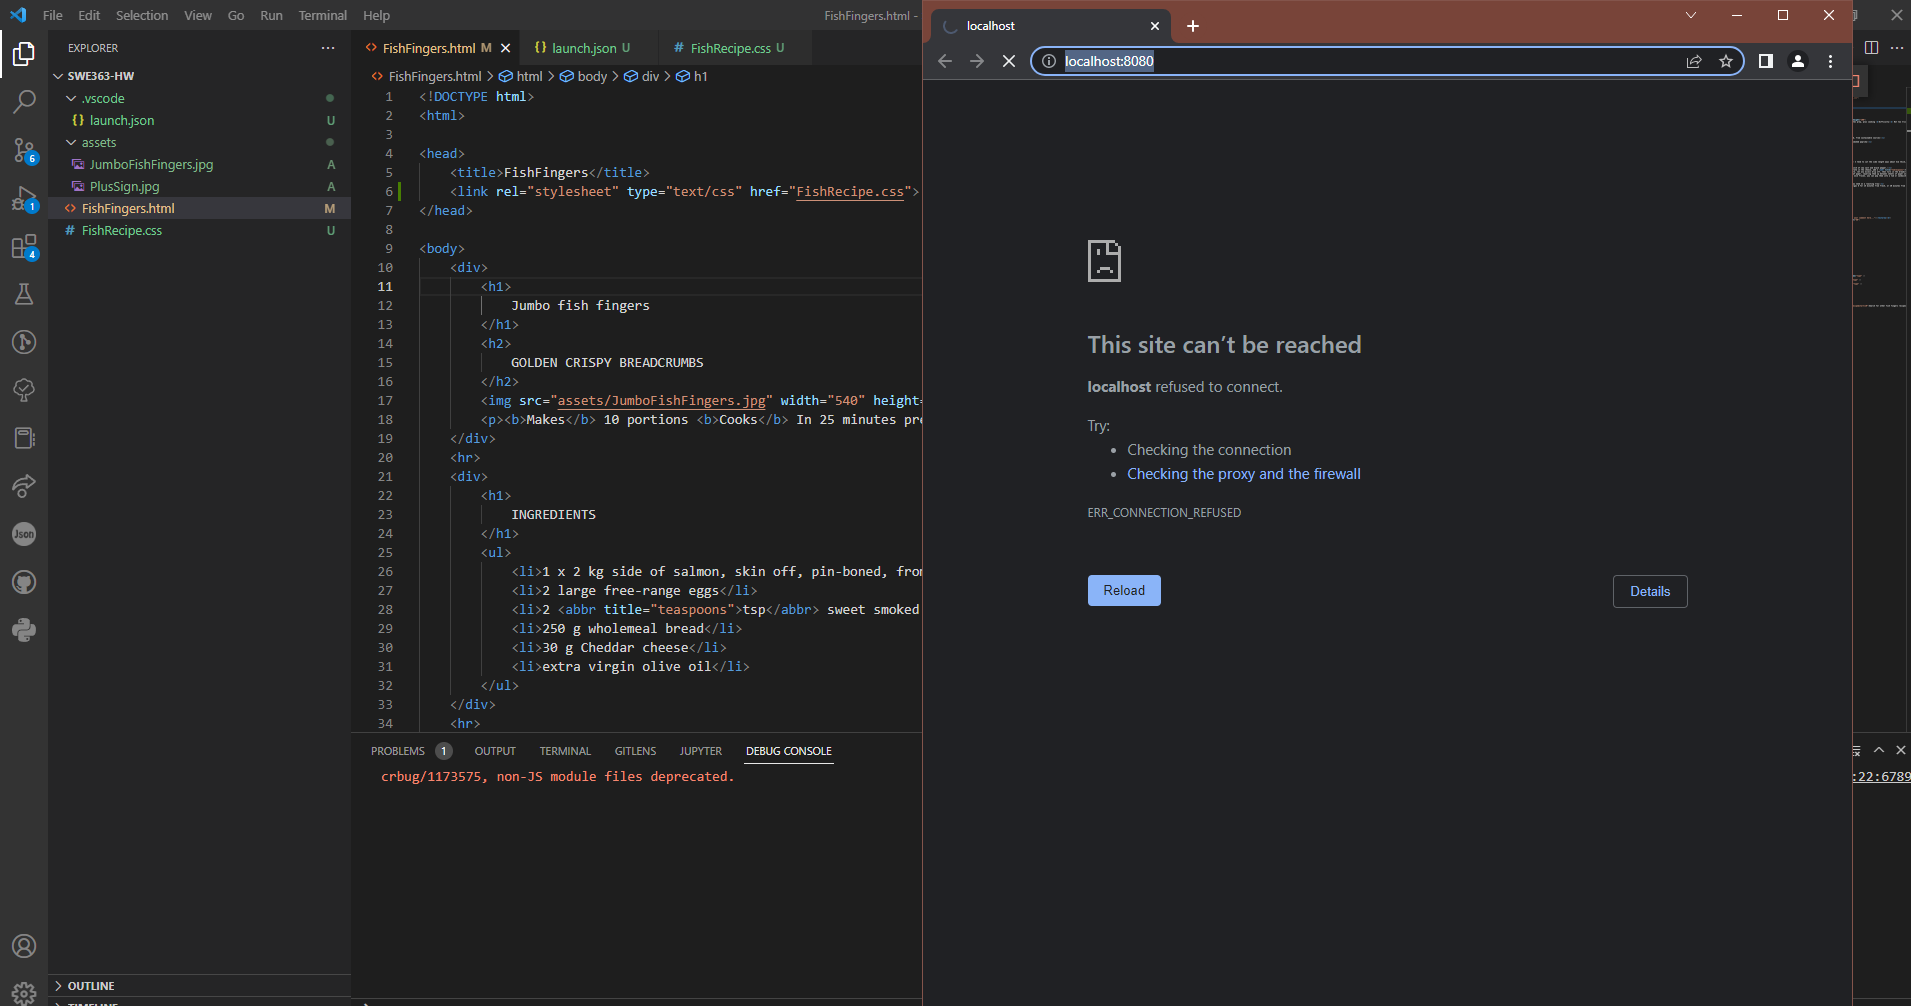 File Edit Selection View Go Run Terminal Help
FishFingers.html -
EXPLORER
SWE363-HW
.vscode
launch.json U
assets
JumboFishFingers.jpg A
PlusSign.jpg A
FishFingers.html M
FishRecipe.css U
6
1
4
Json
OUTLINE
TIMELINE
FishFingers.html M launch.json U FishRecipe.css U
FishFingers.html > html > body > div > h1
1 <!DOCTYPE html>
2 <html>
3
4 <head>
5 <title>FishFingers</title>
6 <link rel="stylesheet" type="text/css" href="FishRecipe.css">
7 </head>
8
9 <body>
10 <div>
11 <h1>
12 Jumbo fish fingers
13 </h1>
14 <h2>
15 GOLDEN CRISPY BREADCRUMBS
16 </h2>
17 <img src="assets/JumboFishFingers.jpg" width="540" height=
18 <p><b>Makes</b> 10 portions <b>Cooks</b> In 25 minutes pre
19 </div>
20 <hr>
21 <div>
22 <h1>
23 INGREDIENTS
24 </h1>
25 <ul>
26 <li>1 x 2 kg side of salmon, skin off, pin-boned, fron
27 <li>2 large free-range eggs</li>
28 <li>2 <abbr title="teaspoons">tsp</abbr> sweet smoked
29 <li>250 g wholemeal bread</li>
30 <li>30 g Cheddar cheese</li>
31 <li>extra virgin olive oil</li>
32 </ul>
33 </div>
34 <hr>
PROBLEMS 1 OUTPUT TERMINAL GITLENS JUPYTER DEBUG CONSOLE
crbug/1173575, non-JS module files deprecated.
:22:6789
localhost
localhost:8080
This site can’t be reached
localhost refused to connect.
Try:
• Checking the connection
• Checking the proxy and the firewall
ERR_CONNECTION_REFUSED
Reload Details